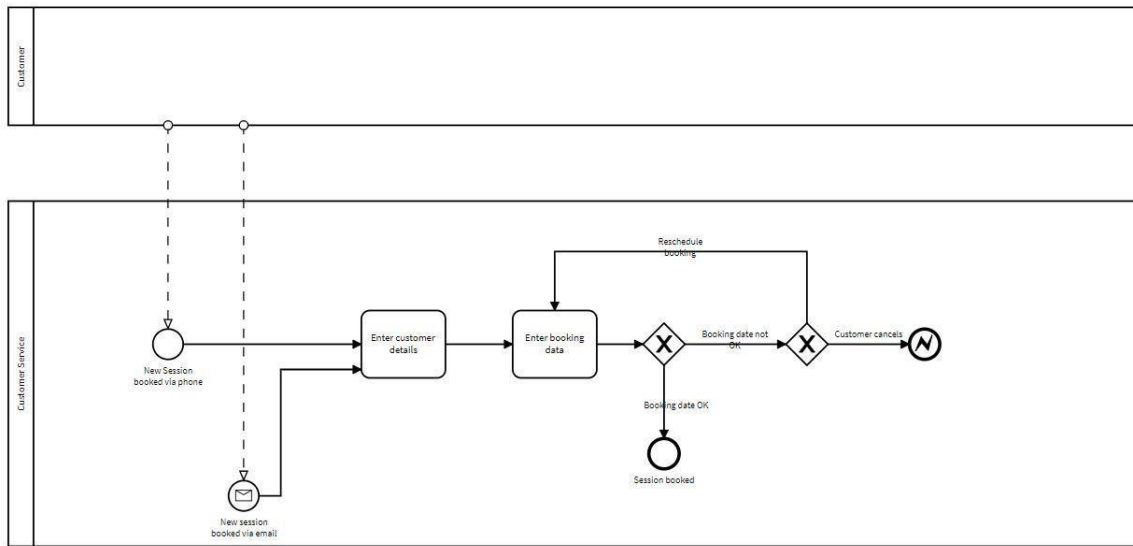 Customer
Customer Service
Reschedule
booking
Enter customer
details
Enter booking
data
Booking date not
OK
Customer cancels
New Session
booked via phone
Booking date OK
Session booked
New session
booked via email